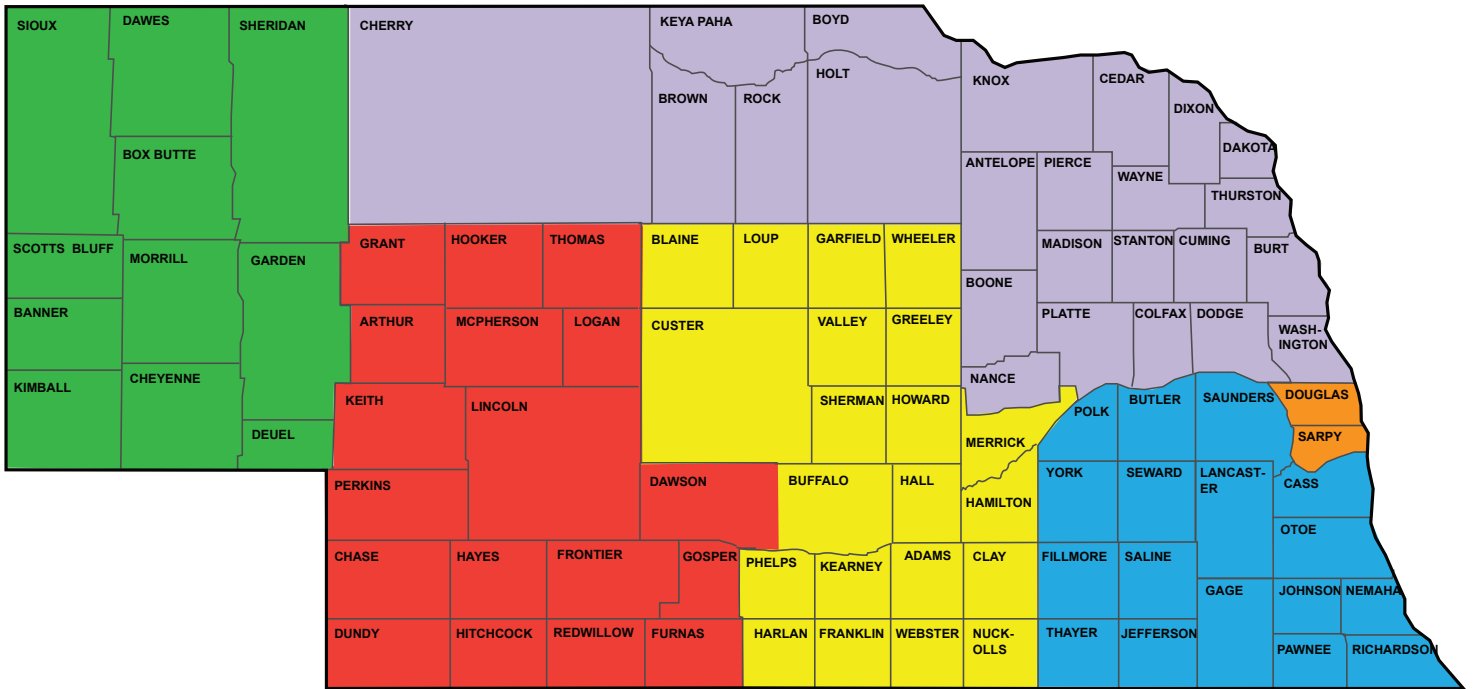 SIOUX
DAWES
SHERIDAN
CHERRY
KEYA PAHA
BOYD
HOLT
KNOX
CEDAR
BROWN
ROCK
DIXON
DAKOTA
BOX BUTTE
ANTELOPE
PIERCE
WAYNE
THURSTON
SCOTTS BLUFF
MORRILL
GARDEN
GRANT
HOOKER
THOMAS
BLAINE
LOUP
GARFIELD
WHEELER
MADISON
STANTON
CUMING
BURT
BOONE
BANNER
ARTHUR
MCPHERSON
LOGAN
CUSTER
VALLEY
GREELEY
PLATTE
COLFAX
DODGE
WASH-
INGTON
KIMBALL
CHEYENNE
NANCE
KEITH
LINCOLN
SHERMAN
HOWARD
POLK
BUTLER
SAUNDERS
DOUGLAS
DEUEL
MERRICK
SARPY
PERKINS
DAWSON
BUFFALO
HALL
HAMILTON
YORK
SEWARD
LANCAST-
ER
CASS
OTOE
CHASE
HAYES
FRONTIER
GOSPER
PHELPS
KEARNEY
ADAMS
CLAY
FILLMORE
SALINE
GAGE
JOHNSON
NEMAHA
DUNDY
HITCHCOCK
REDWILLOW
FURNAS
HARLAN
FRANKLIN
WEBSTER
NUCK-
OLLS
THAYER
JEFFERSON
PAWNEE
RICHARDSON